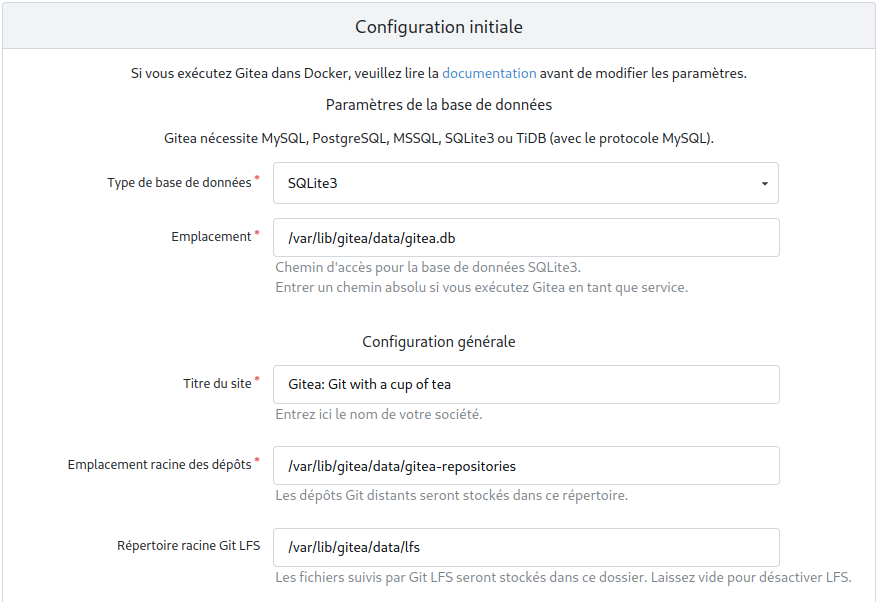 Configuration initiale
Si vous exécutez Gitea dans Docker, veuillez lire la documentation avant de modifier les paramètres.
Paramètres de la base de données
Gitea nécessite MySQL, PostgreSQL, MSSQL, SQLite3 ou TiDB (avec le protocole MySQL).
Type de base de données * SQLite3
Emplacement * /var/lib/gitea/data/gitea.db
Chemin d'accès pour la base de données SQLite3.
Entrer un chemin absolu si vous exécutez Gitea en tant que service.
Configuration générale
Titre du site * Gitea: Git with a cup of tea
Entrez ici le nom de votre société.
Emplacement racine des dépôts * /var/lib/gitea/data/gitea-repositories
Les dépôts Git distants seront stockés dans ce répertoire.
Répertoire racine Git LFS /var/lib/gitea/data/lfs
Les fichiers suivis par Git LFS seront stockés dans ce dossier. Laissez vide pour désactiver LFS.